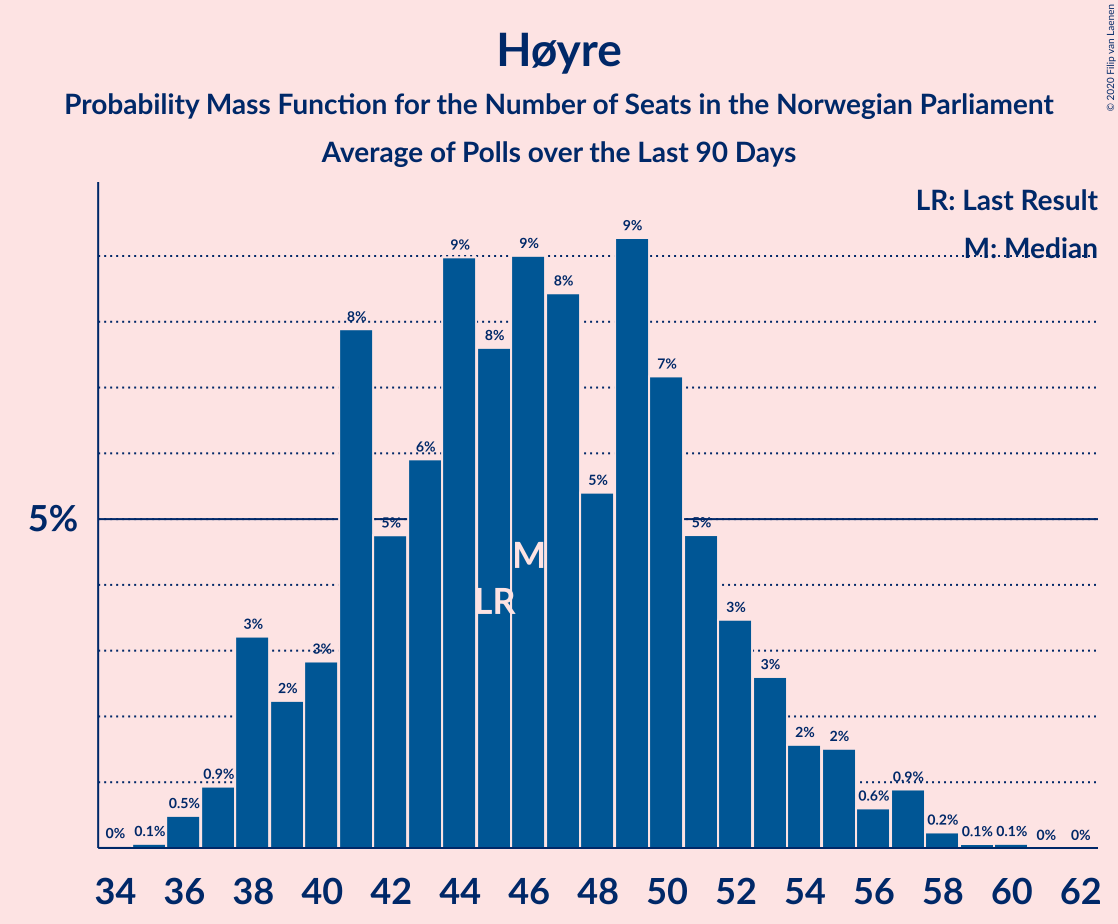 Høyre
Probability Mass Function for the Number of Seats in the Norwegian Parliament
Average of Polls over the Last 90 Days
© 2020 Filip van Laenen
LR: Last Result
M: Median
5%
0% 0.1% 0.5% 0.9% 3% 2% 3% 8% 5% 6% 9% 8% 9% 8% 5% 9% 7% 5% 3% 3% 2% 2% 0.6% 0.9% 0.2% 0.1% 0.1% 0% 0%
M
LR
34 36 38 40 42 44 46 48 50 52 54 56 58 60 62